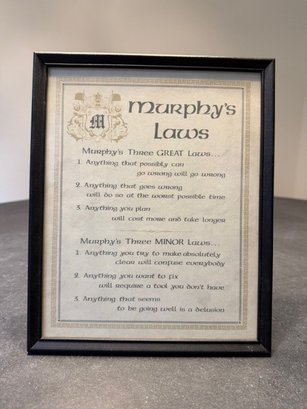 M
Murphy's
Laws
Murphy's Three GREAT Laws...
1. Anything that possibly can
go wrong will go wrong
2. Anything that goes wrong
will do so at the worst possible time
3. Anything you plan
will cost more and take longer
Murphy's Three MINOR Laws...
1. Anything you try to make absolutely
clear will confuse everybody
2. Anything you want to fix
will require a tool you don't have
3. Anything that seems
to be going well is a delusion